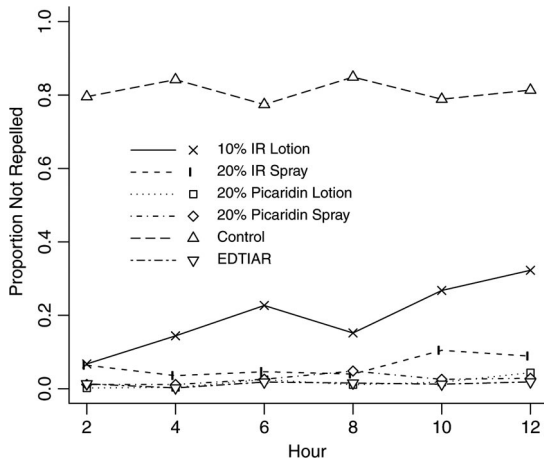 1.0
0.8
0.6
0.4
0.2
0.0
Proportion Not Repelled
10% IR Lotion
20% IR Spray
20% Picaridin Lotion
20% Picaridin Spray
Control
EDTIAR
2 4 6 8 10 12
Hour